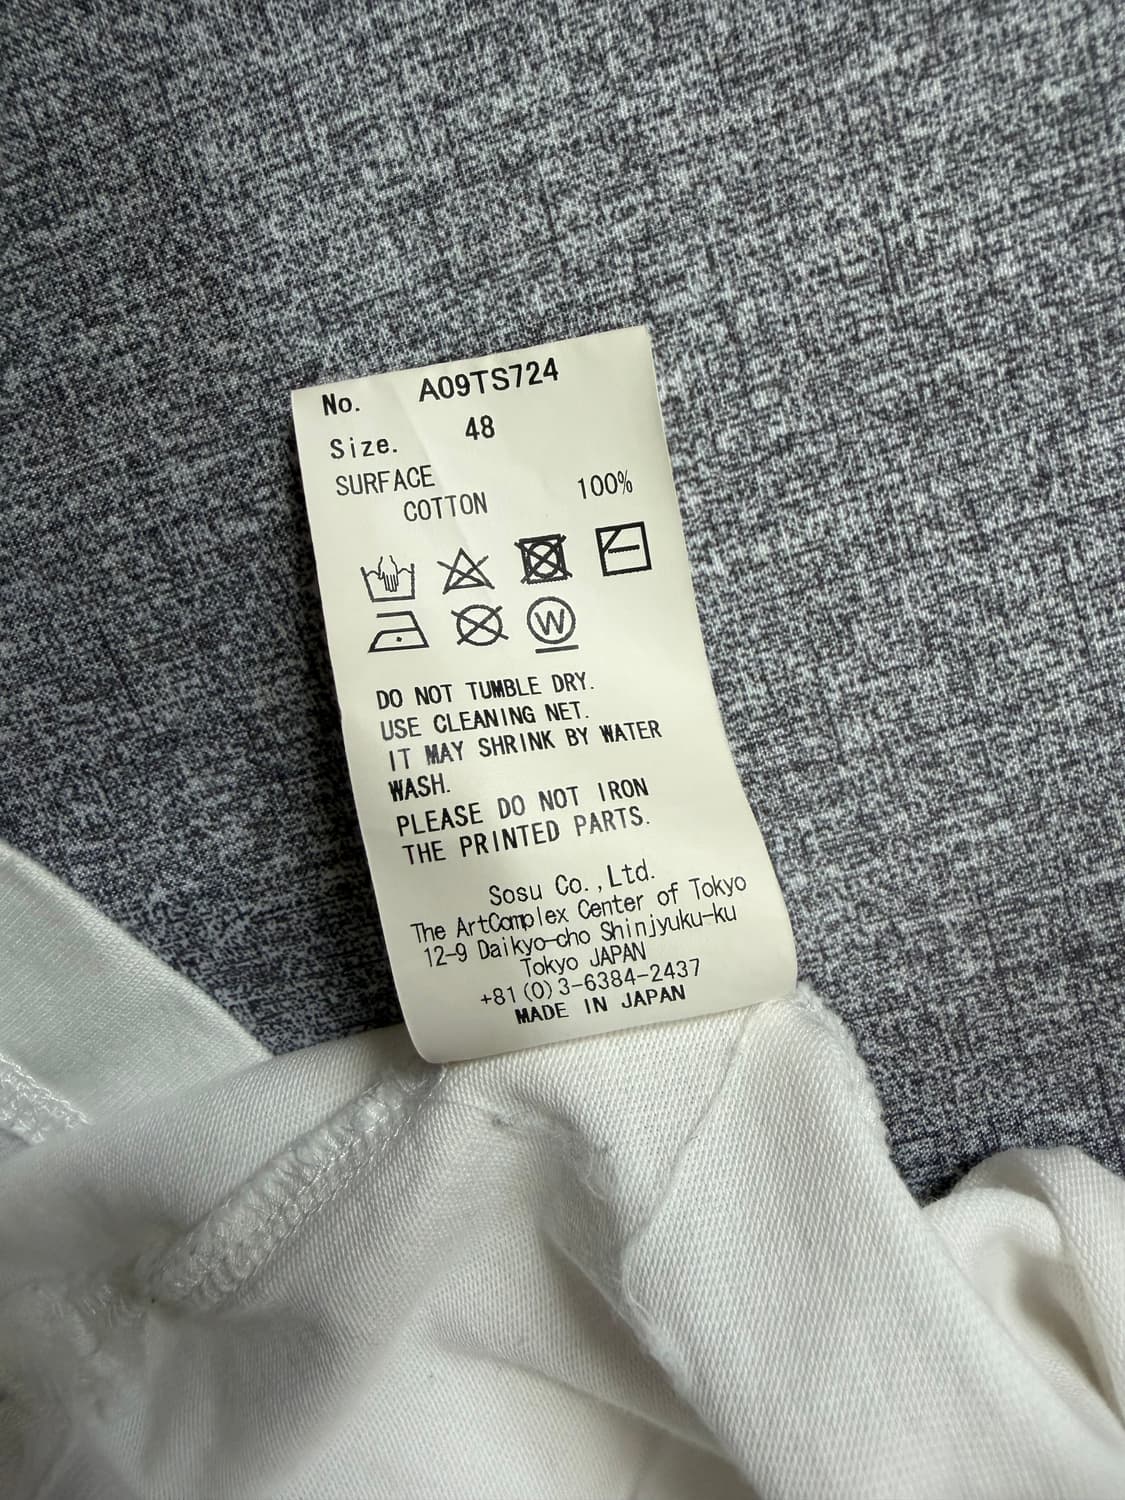 No. A09TS724
Size. 48
SURFACE
COTTON 100%
W
DO NOT TUMBLE DRY.
USE CLEANING NET.
IT MAY SHRINK BY WATER
WASH.
PLEASE DO NOT IRON
THE PRINTED PARTS.
Sosu Co.,Ltd.
The ArtComplex Center of Tokyo
12-9 Daikyo-cho Shinjyuku-ku
Tokyo JAPAN
+81(0)3-6384-2437
MADE IN JAPAN